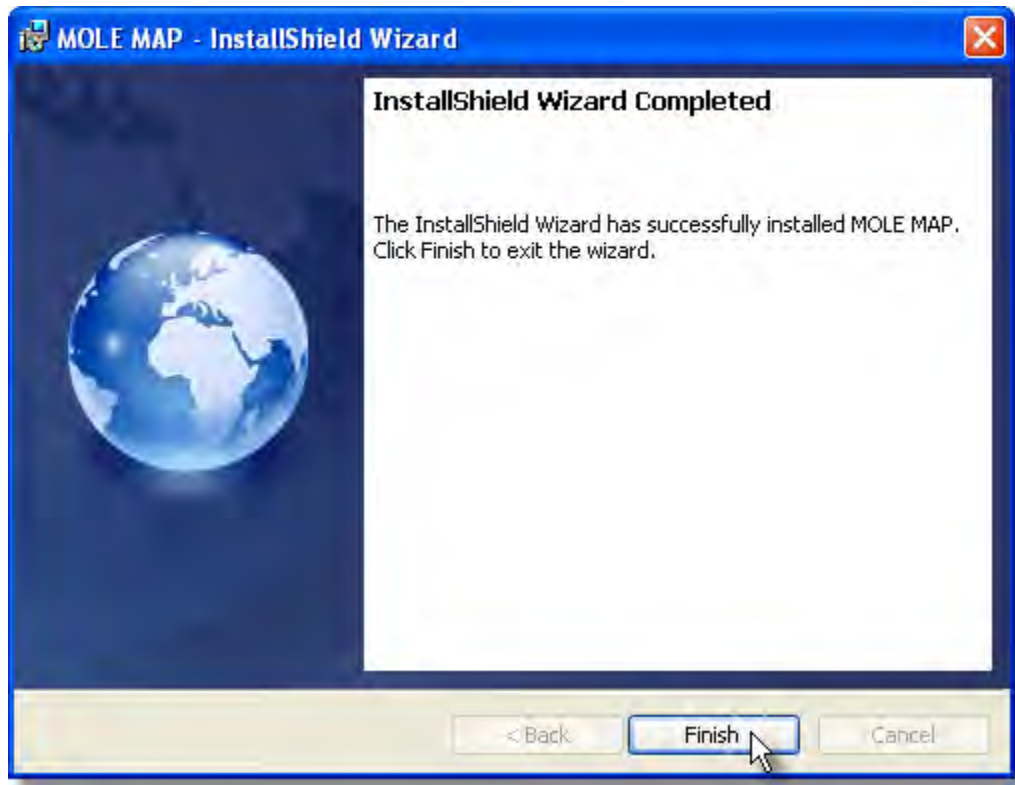 MOLE MAP - InstallShield Wizard
InstallShield Wizard Completed
The InstallShield Wizard has successfully installed MOLE MAP.
Click Finish to exit the wizard.
< Back Finish Cancel